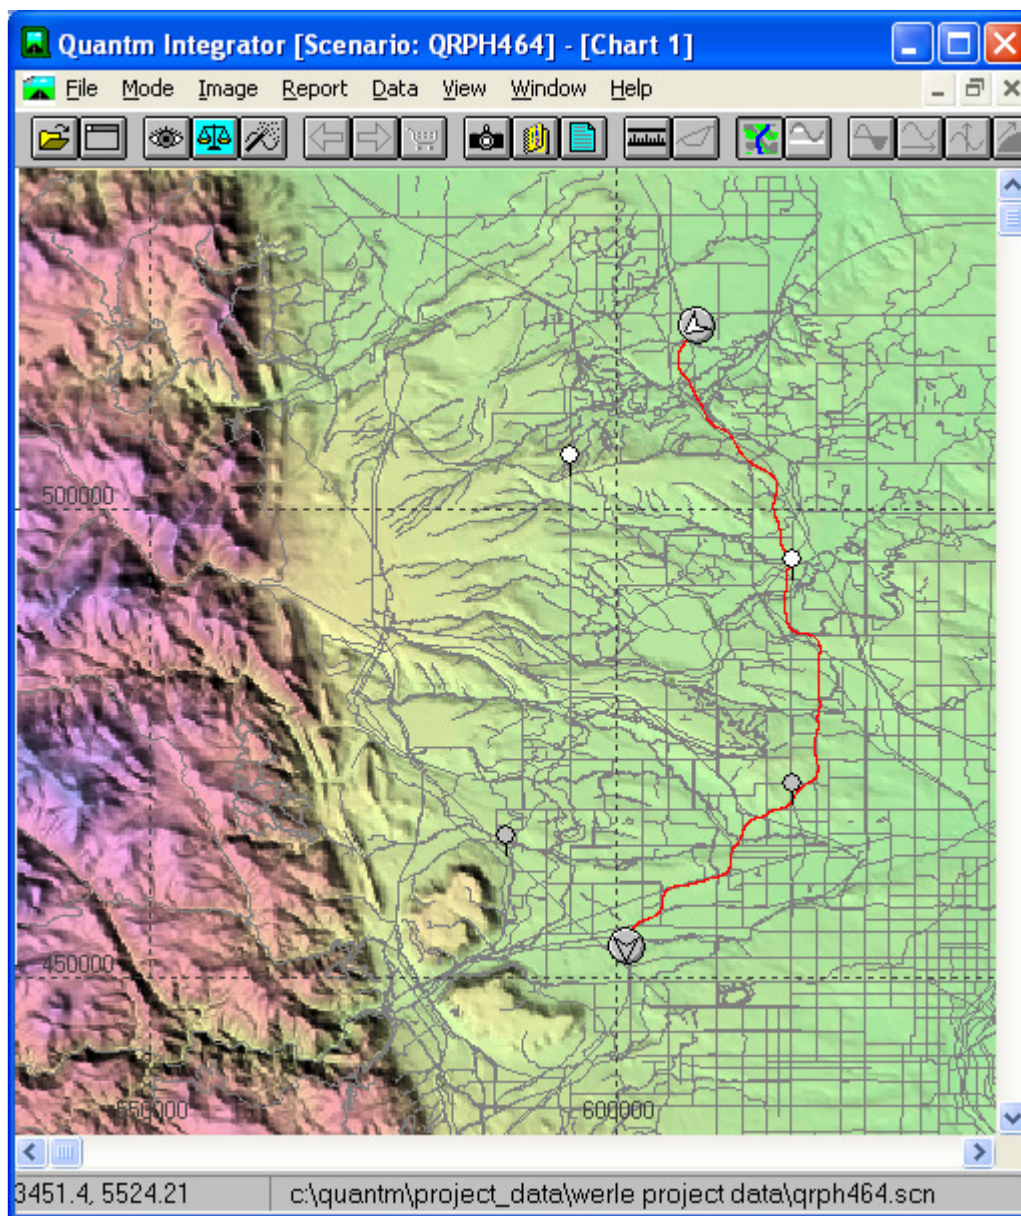 Quantm Integrator [Scenario: QRPH464] - [Chart 1]
File Mode Image Report Data View Window Help
500000
450000
550000 600000
3451.4, 5524.21 c:\quantm\project_data\werle project data\qrph464.scn